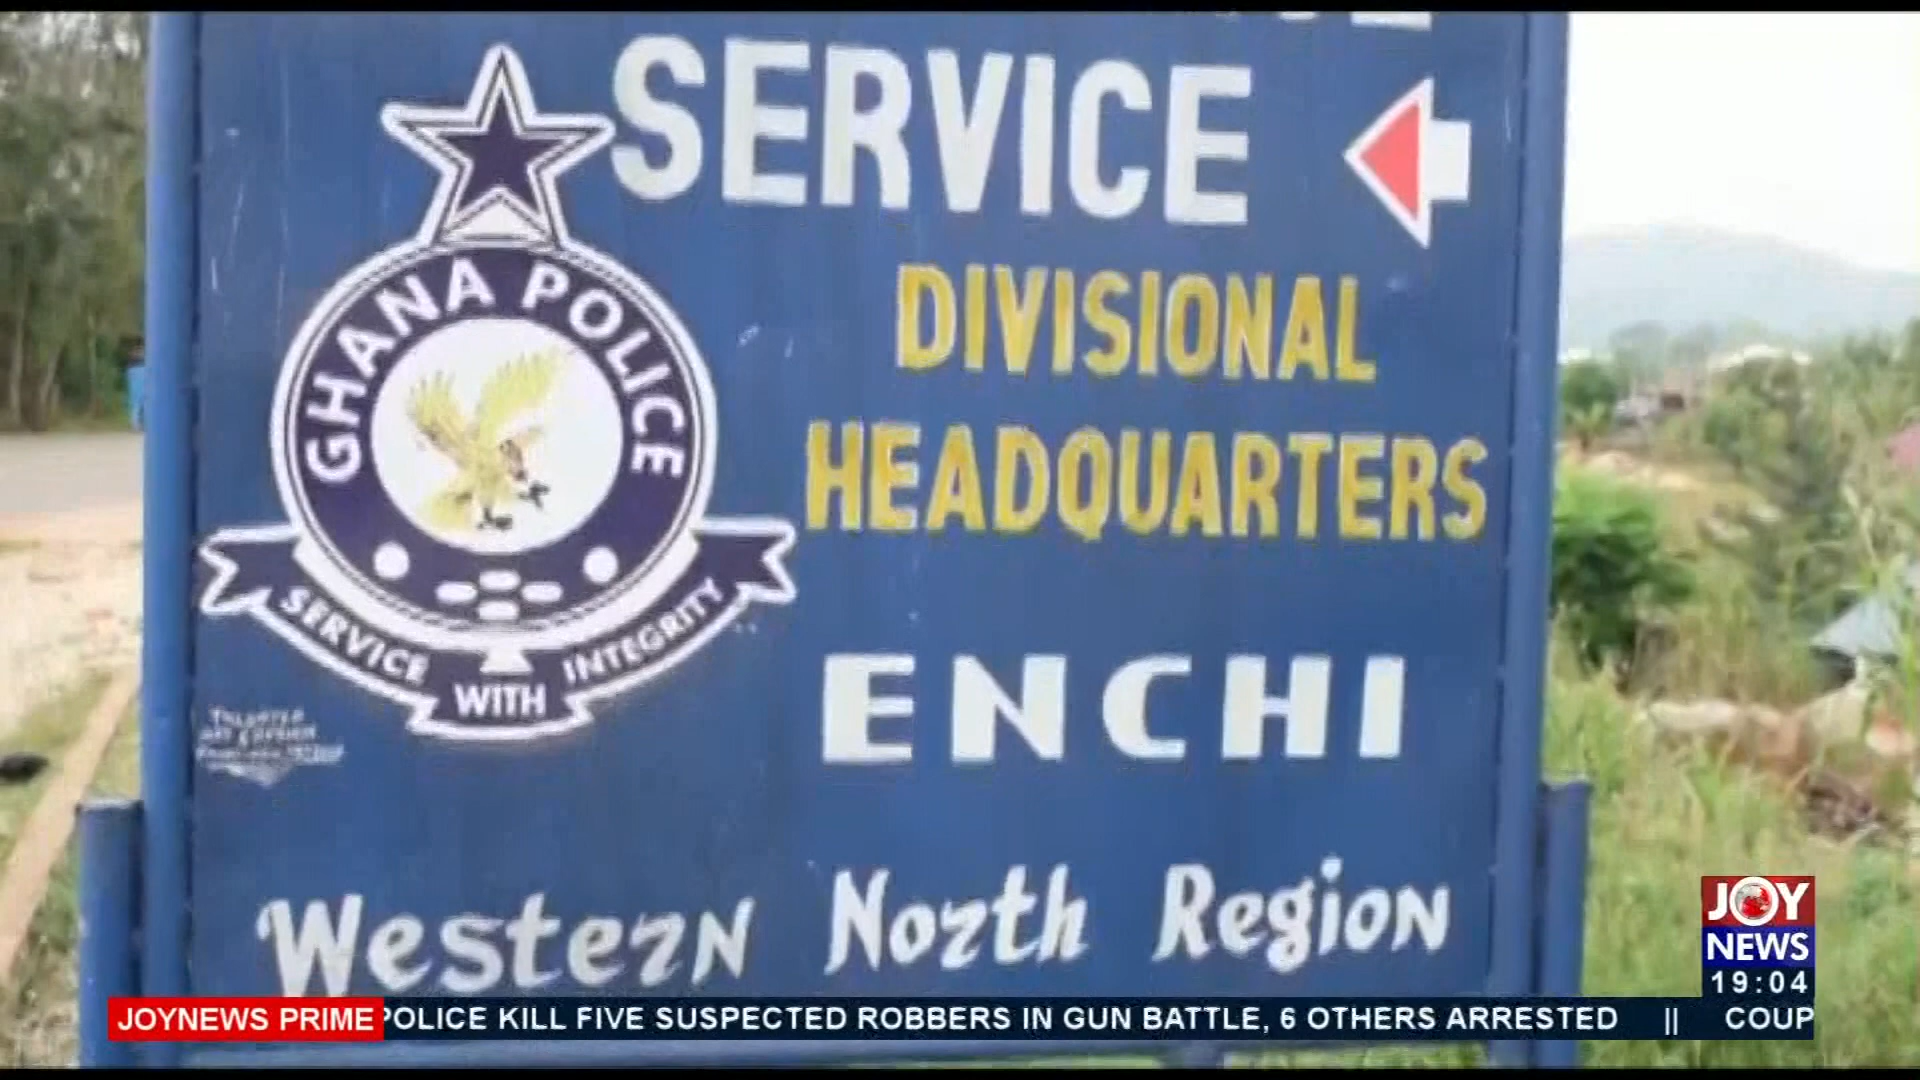 SERVICE
DIVISIONAL
HEADQUARTERS
GHANA POLICE
SERVICE WITH INTEGRITY
ENCHI
Western North Region
JOY
NEWS
19:04
JOYNEWS PRIME POLICE KILL FIVE SUSPECTED ROBBERS IN GUN BATTLE, 6 OTHERS ARRESTED || COUP